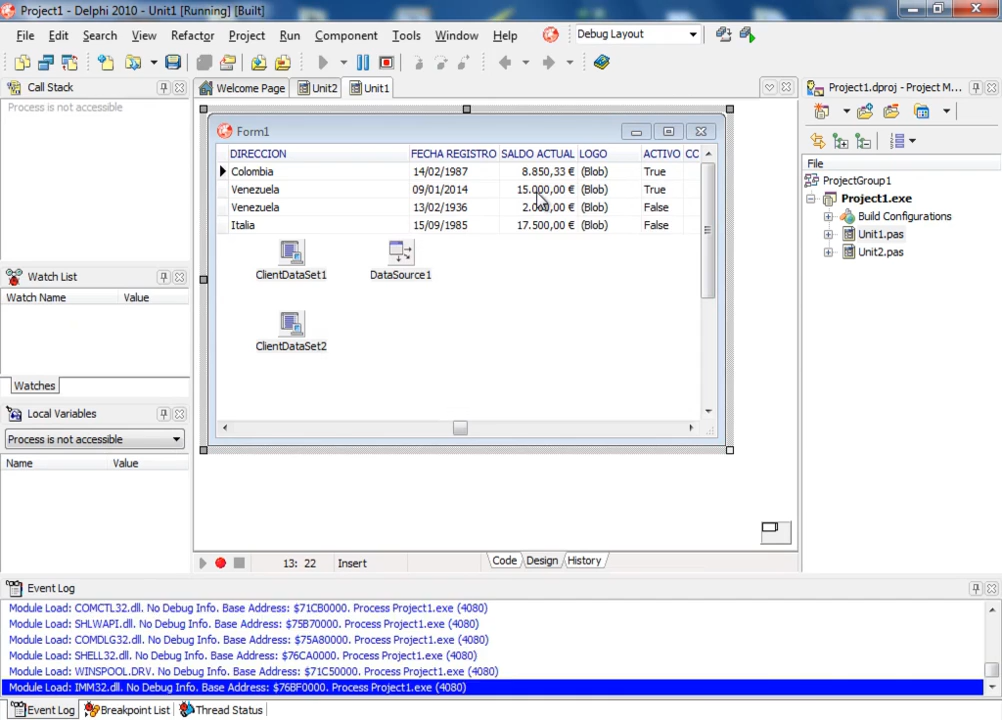 Project1 - Delphi 2010 - Unit1 [Running] [Built]
File Edit Search View Refactor Project Run Component Tools Window Help Debug Layout
Call Stack
Process is not accessible
Welcome Page Unit2 Unit1
Project1.dproj - Project M...
Form1
DIRECCION FECHA REGISTRO SALDO ACTUAL LOGO ACTIVO CC
Colombia 14/02/1987 8.850,33 € (Blob) True
Venezuela 09/01/2014 15.000,00 € (Blob) True
Venezuela 13/02/1936 2.000,00 € (Blob) False
Italia 15/09/1985 17.500,00 € (Blob) False
ClientDataSet1 DataSource1
ClientDataSet2
File
ProjectGroup1
Project1.exe
Build Configurations
Unit1.pas
Unit2.pas
Watch List
Watch Name Value
Watches
Local Variables
Process is not accessible
Name Value
13: 22 Insert Code Design History
Event Log
Module Load: COMCTL32.dll. No Debug Info. Base Address: $71CB0000. Process Project1.exe (4080)
Module Load: SHLWAPI.dll. No Debug Info. Base Address: $75B70000. Process Project1.exe (4080)
Module Load: COMDLG32.dll. No Debug Info. Base Address: $75A80000. Process Project1.exe (4080)
Module Load: SHELL32.dll. No Debug Info. Base Address: $76CA0000. Process Project1.exe (4080)
Module Load: WINSPOOL.DRV. No Debug Info. Base Address: $71C50000. Process Project1.exe (4080)
Module Load: IMM32.dll. No Debug Info. Base Address: $76BF0000. Process Project1.exe (4080)
Event Log Breakpoint List Thread Status